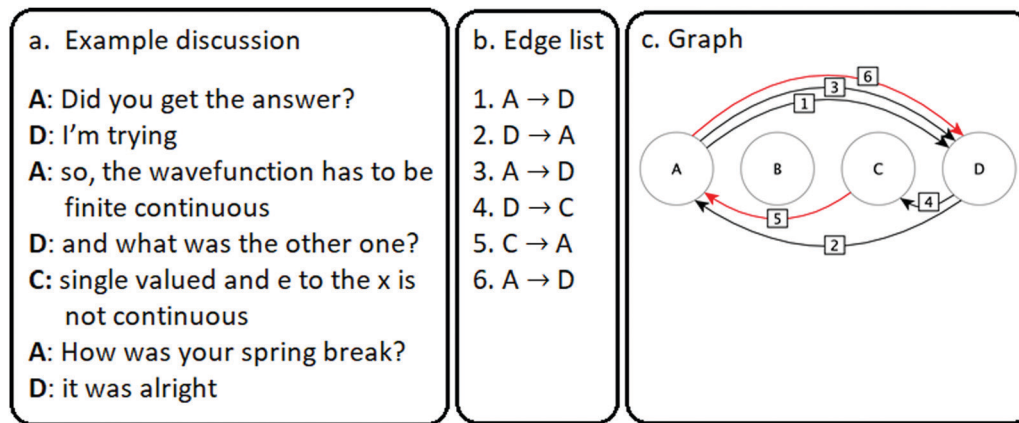 a. Example discussion
A: Did you get the answer?
D: I'm trying
A: so, the wavefunction has to be
finite continuous
D: and what was the other one?
C: single valued and e to the x is
not continuous
A: How was your spring break?
D: it was alright
b. Edge list
1. A → D
2. D → A
3. A → D
4. D → C
5. C → A
6. A → D
c. Graph
6
3
1
A
B
C
D
4
5
2